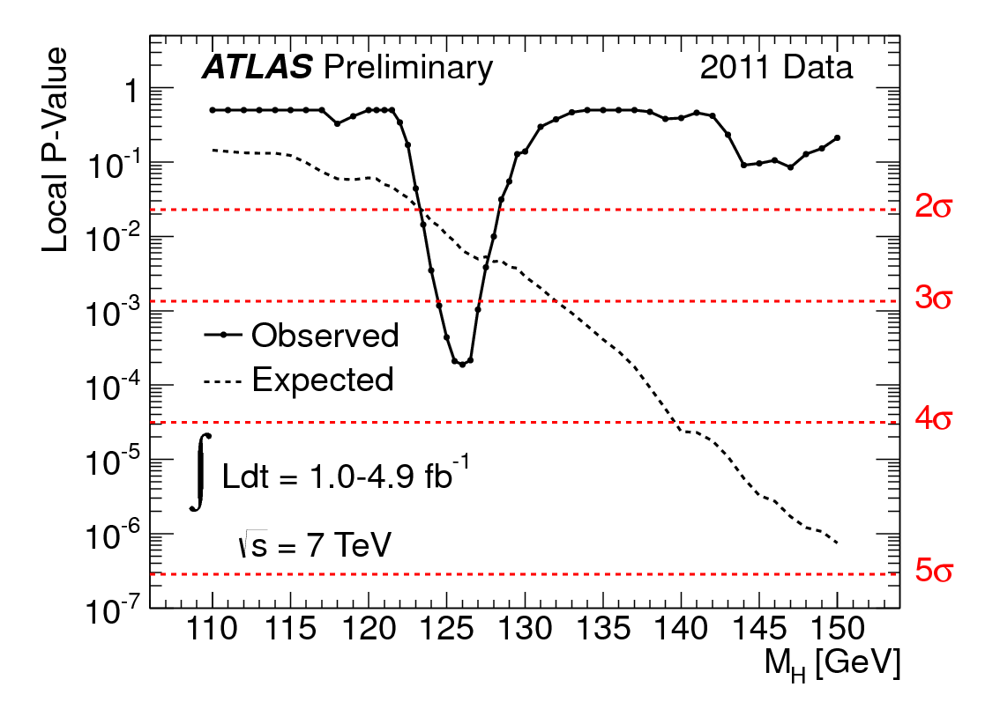 ATLAS Preliminary 2011 Data
Local P-Value
1
10-1
10-2
10-3
10-4
10-5
10-6
10-7
2σ
3σ
4σ
5σ
Observed
Expected
∫ Ldt = 1.0-4.9 fb-1
√s = 7 TeV
110 115 120 125 130 135 140 145 150
MH [GeV]